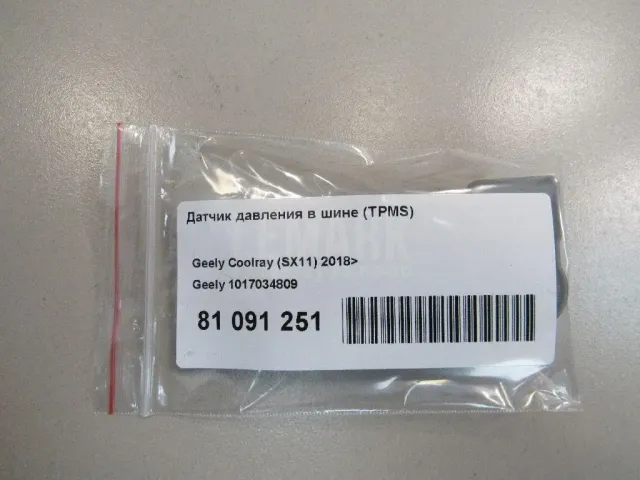 Датчик давления в шине (TPMS)
Geely Coolray (SX11) 2018>
Geely 1017034809
81 091 251